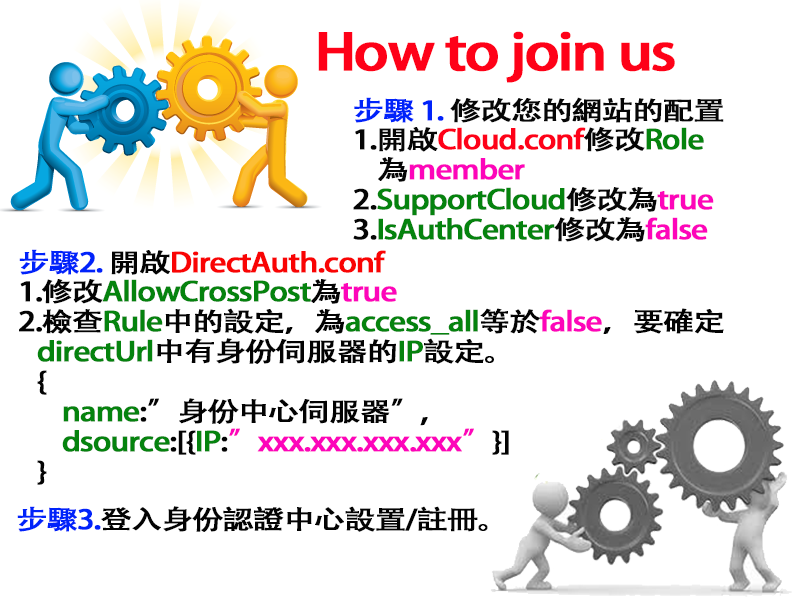 How to join us
步驟 1. 修改您的網站的配置
1.開啟Cloud.conf修改Role
為member
2.SupportCloud修改為true
3.IsAuthCenter修改為false
步驟2. 開啟DirectAuth.conf
1.修改AllowCrossPost為true
2.檢查Rule中的設定，為access_all等於false，要確定
directUrl中有身份伺服器的IP設定。
{
name:”身份中心伺服器”,
dsource:[{IP:”xxx.xxx.xxx.xxx”}]
}
步驟3.登入身份認證中心設置/註冊。